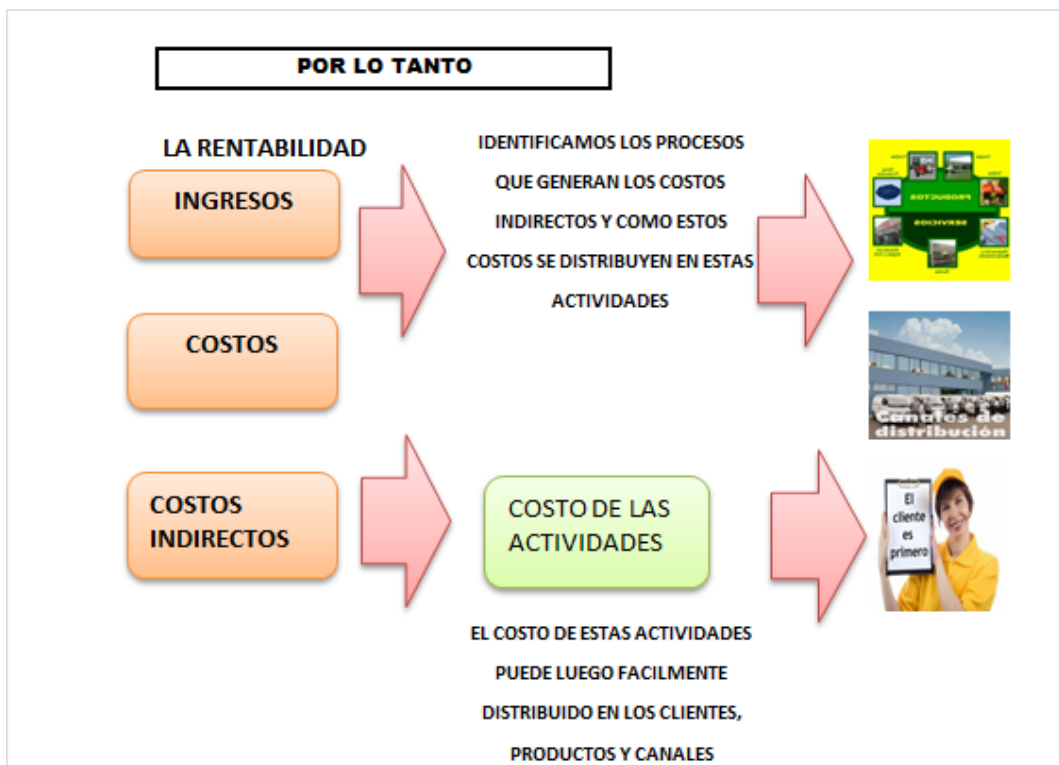 POR LO TANTO
LA RENTABILIDAD
INGRESOS
COSTOS
COSTOS
INDIRECTOS
IDENTIFICAMOS LOS PROCESOS
QUE GENERAN LOS COSTOS
INDIRECTOS Y COMO ESTOS
COSTOS SE DISTRIBUYEN EN ESTAS
ACTIVIDADES
COSTO DE LAS
ACTIVIDADES
EL COSTO DE ESTAS ACTIVIDADES
PUEDE LUEGO FACILMENTE
DISTRIBUIDO EN LOS CLIENTES,
PRODUCTOS Y CANALES
PRODUCTOS
SERVICIOS
Canales de
distribución
El
cliente
es
primero